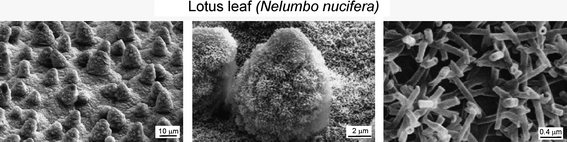 Lotus leaf (Nelumbo nucifera)
10 µm
2 µm
0.4 µm